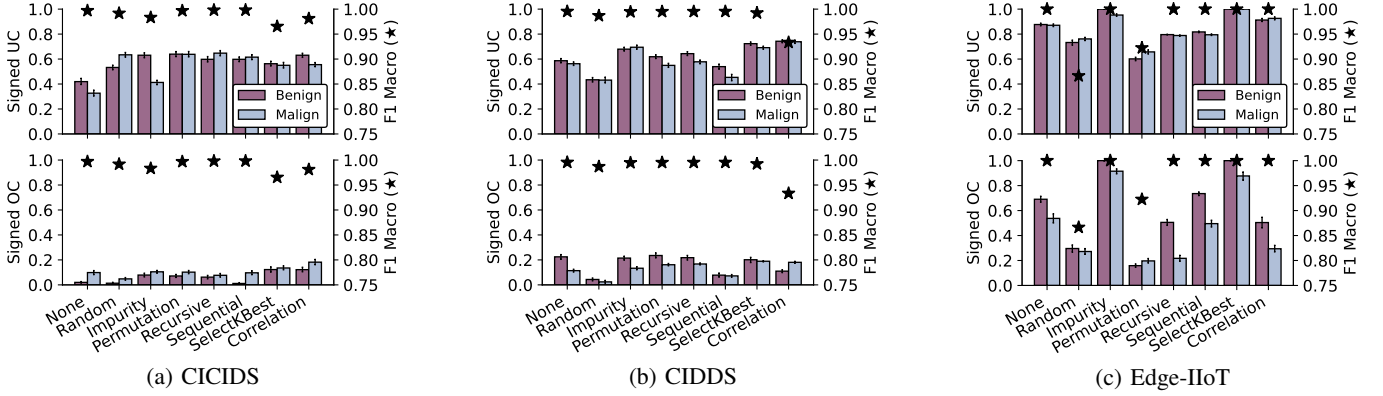 1.0
0.8
0.6
0.4
0.2
0.0
Signed UC
Benign
Malign
1.00
0.95
0.90
0.85
0.80
0.75
F1 Macro (★)
1.0
0.8
0.6
0.4
0.2
0.0
Signed OC
1.00
0.95
0.90
0.85
0.80
0.75
F1 Macro (★)
None
Random
Impurity
Permutation
Recursive
Sequential
SelectKBest
Correlation
(a) CICIDS
1.0
0.8
0.6
0.4
0.2
0.0
Signed UC
Benign
Malign
1.00
0.95
0.90
0.85
0.80
0.75
F1 Macro (★)
1.0
0.8
0.6
0.4
0.2
0.0
Signed OC
1.00
0.95
0.90
0.85
0.80
0.75
F1 Macro (★)
None
Random
Impurity
Permutation
Recursive
Sequential
SelectKBest
Correlation
(b) CIDDS
1.0
0.8
0.6
0.4
0.2
0.0
Signed UC
Benign
Malign
1.00
0.95
0.90
0.85
0.80
0.75
F1 Macro (★)
1.0
0.8
0.6
0.4
0.2
0.0
Signed OC
1.00
0.95
0.90
0.85
0.80
0.75
F1 Macro (★)
None
Random
Impurity
Permutation
Recursive
Sequential
SelectKBest
Correlation
(c) Edge-IIoT